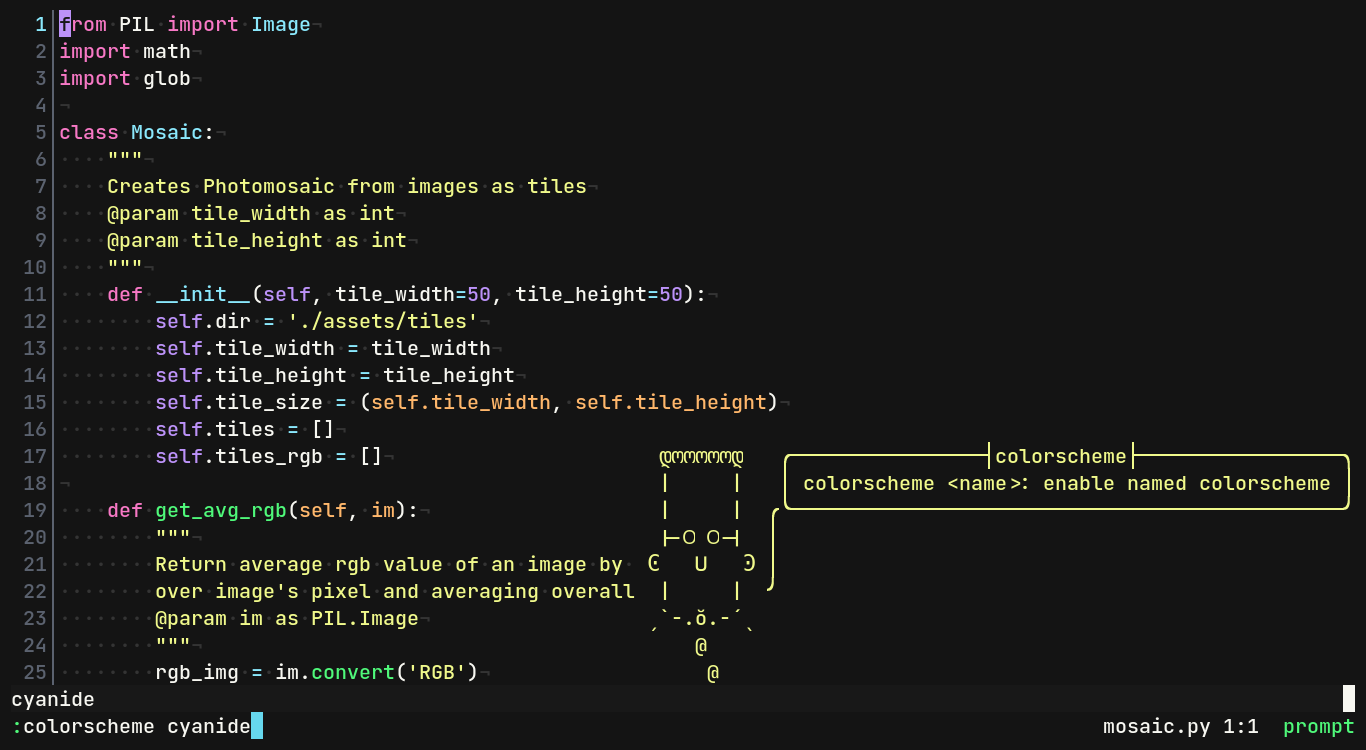 1 from PIL import Image¬
2 import math¬
3 import glob¬
4 ¬
5 class Mosaic:¬
6 ····"""¬
7 ····Creates Photomosaic from images as tiles¬
8 ····@param tile_width as int¬
9 ····@param tile_height as int¬
10 ····"""¬
11 ····def __init__(self, tile_width=50, tile_height=50):¬
12 ········self.dir = './assets/tiles'¬
13 ········self.tile_width = tile_width¬
14 ········self.tile_height = tile_height¬
15 ········self.tile_size = (self.tile_width, self.tile_height)¬
16 ········self.tiles = []¬
17 ········self.tiles_rgb = []¬
18 ¬
19 ····def get_avg_rgb(self, im):¬
20 ········"""¬
21 ········Return average rgb value of an image by
22 ········over image's pixel and averaging overall
23 ········@param im as PIL.Image¬
24 ········"""¬
25 ········rgb_img = im.convert('RGB')¬
colorscheme
colorscheme <name>: enable named colorscheme
cyanide
:colorscheme cyanide
mosaic.py 1:1 prompt